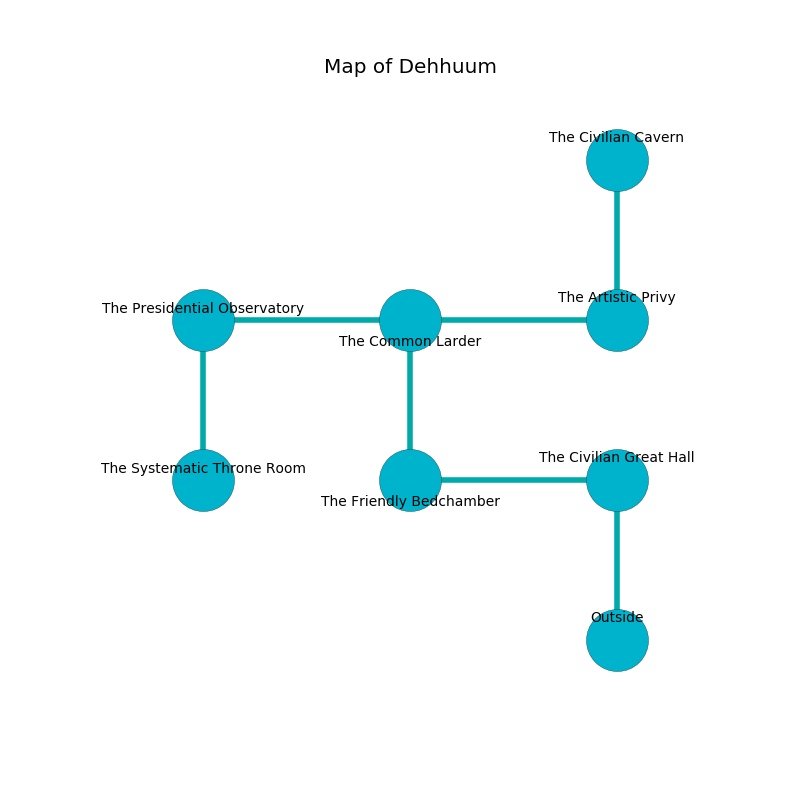 Map of Dehhuum
The Civilian Cavern
The Artistic Privy
The Presidential Observatory
The Common Larder
The Civilian Great Hall
The Systematic Throne Room
The Friendly Bedchamber
Outside